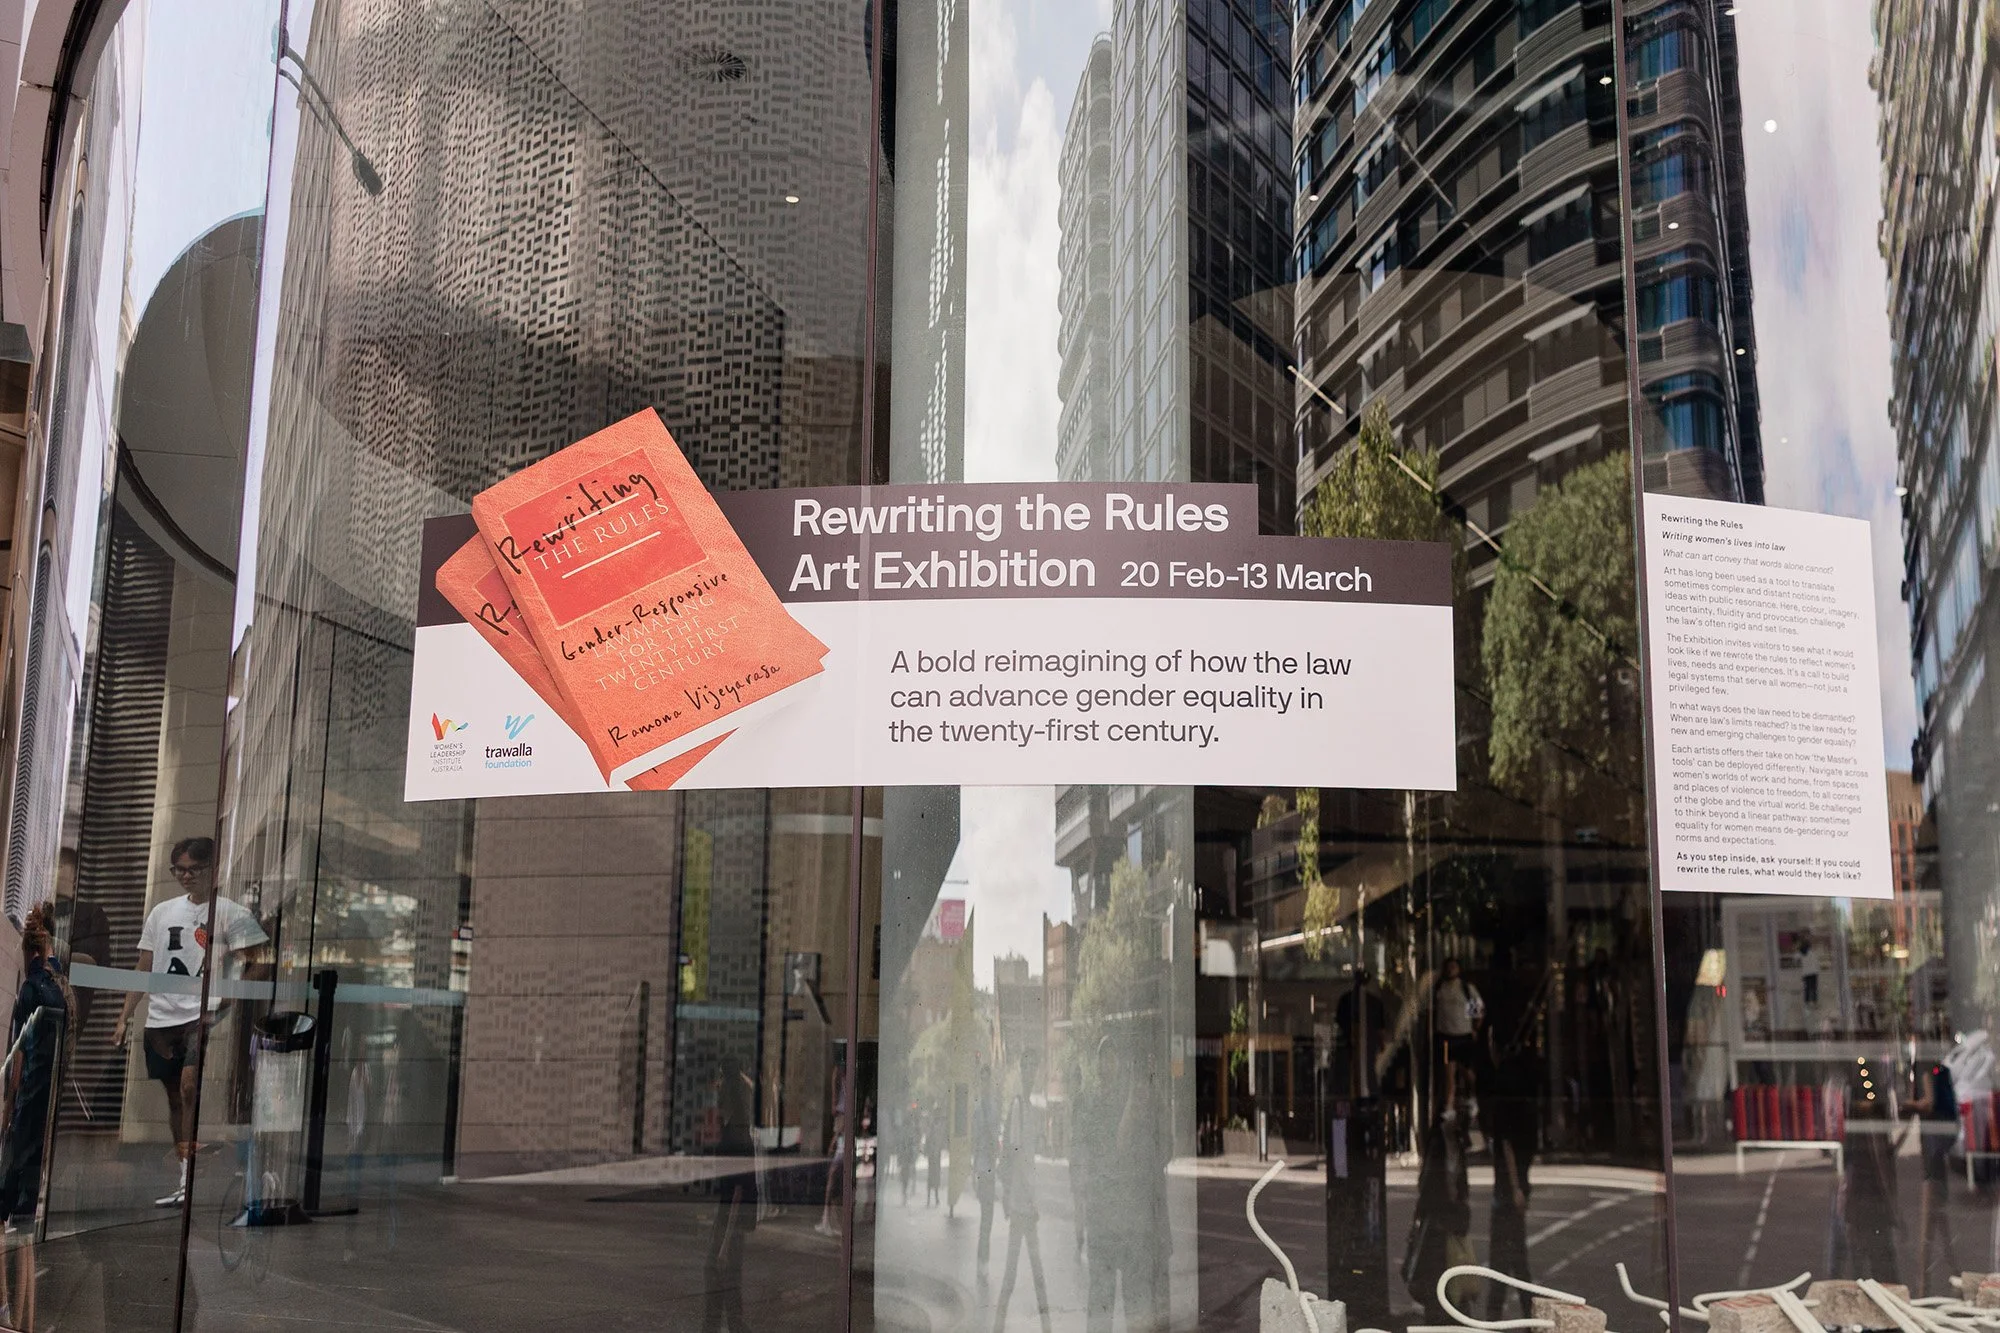 Rewriting
THE RULES
Gender-Responsive
LAWMAKING
FOR THE
TWENTY-FIRST
CENTURY
Ramona Vijeyarasa
Rewriting the Rules
Art Exhibition 20 Feb-13 March
A bold reimagining of how the law
can advance gender equality in
the twenty-first century.
WOMEN'S
LEADERSHIP
INSTITUTE
AUSTRALIA
trawalla
foundation
Rewriting the Rules
Writing women's lives into law
What can art convey that words alone cannot?
Art has long been used as a tool to translate
sometimes complex and distant notions into
ideas with public resonance. Here, colour, imagery,
uncertainty, fluidity and provocation challenge
the law's often rigid and set lines.
The Exhibition invites visitors to see what it would
look like if we rewrote the rules to reflect women's
lives, needs and experiences. It's a call to build
legal systems that serve all women—not just a
privileged few.
In what ways does the law need to be dismantled?
When are law's limits reached? Is the law ready for
new and emerging challenges to gender equality?
Each artists offers their take on how 'the Master's
tools' can be deployed differently. Navigate across
women's worlds of work and home, from spaces
and places of violence to freedom, to all corners
of the globe and the virtual world. Be challenged
to think beyond a linear pathway: sometimes
equality for women means de-gendering our
norms and expectations.
As you step inside, ask yourself: If you could
rewrite the rules, what would they look like?
I